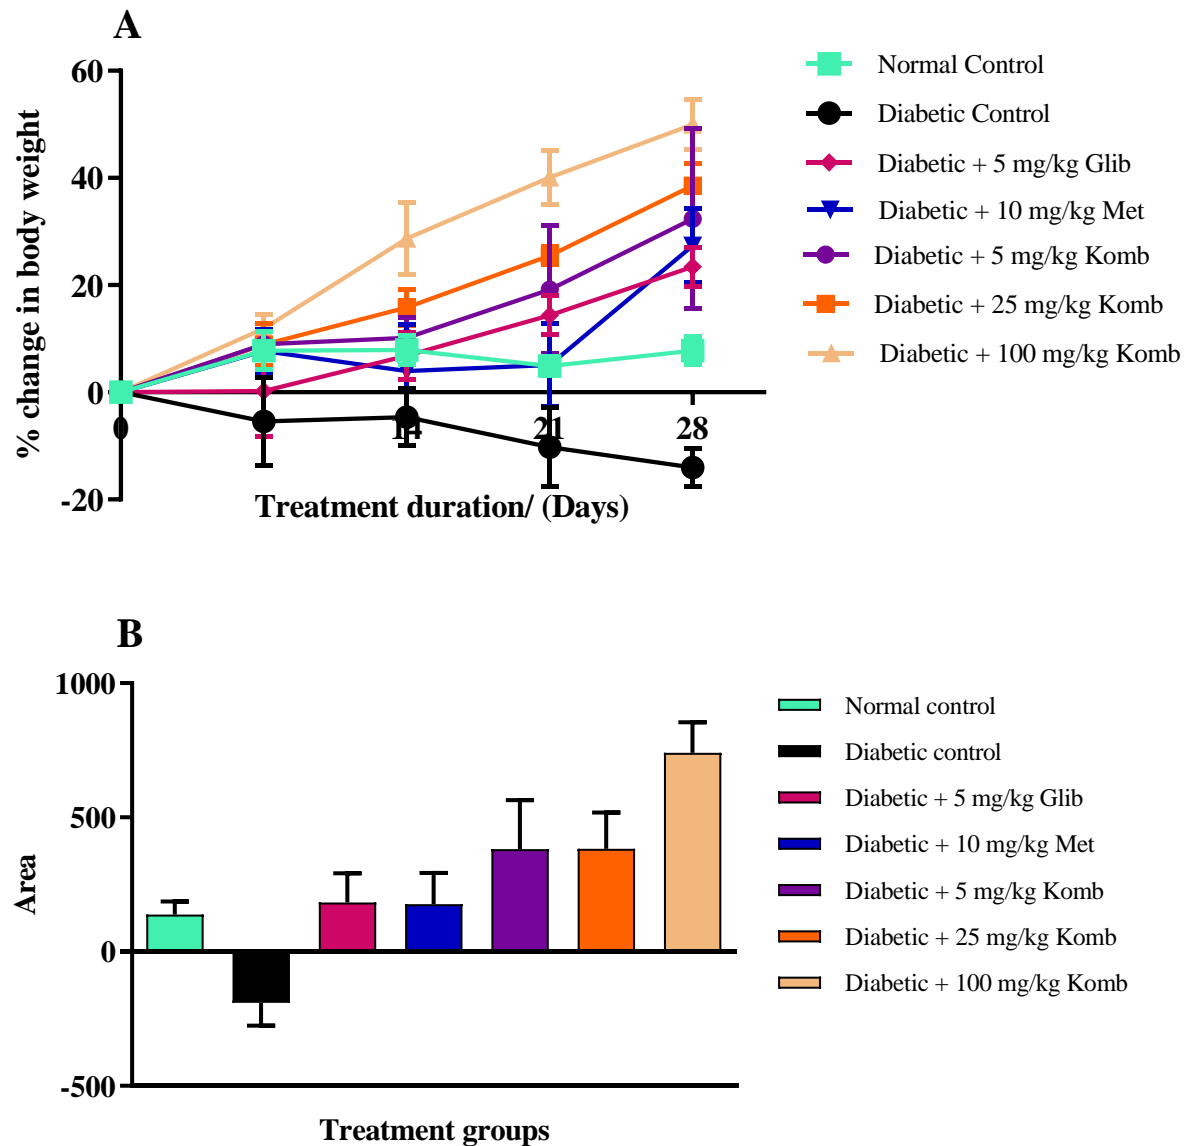 A
60
40
20
0
-20
% change in body weight
0
14
21
28
Treatment duration/ (Days)
Normal Control
Diabetic Control
Diabetic + 5 mg/kg Glib
Diabetic + 10 mg/kg Met
Diabetic + 5 mg/kg Komb
Diabetic + 25 mg/kg Komb
Diabetic + 100 mg/kg Komb
B
1000
500
0
-500
Area
Treatment groups
Normal control
Diabetic control
Diabetic + 5 mg/kg Glib
Diabetic + 10 mg/kg Met
Diabetic + 5 mg/kg Komb
Diabetic + 25 mg/kg Komb
Diabetic + 100 mg/kg Komb